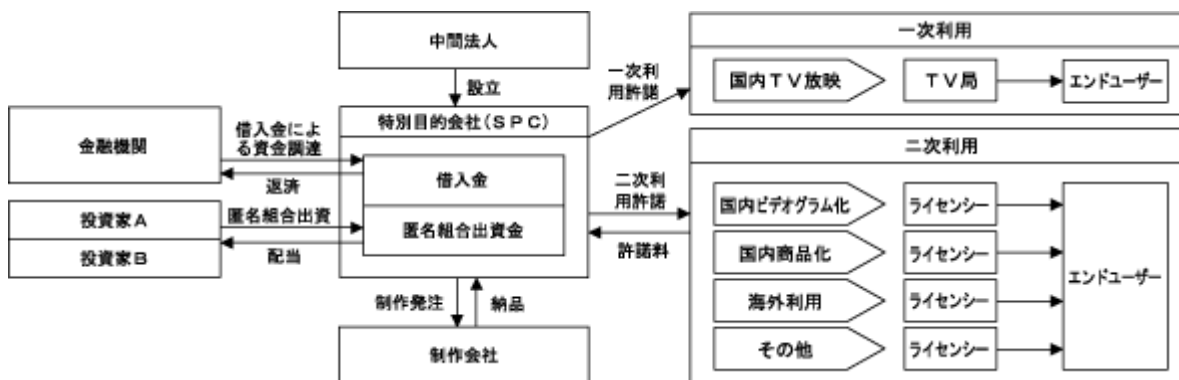 中間法人
設立
金融機関
借入金によ
る資金調達
返済
投資家A
投資家B
匿名組合出資
配当
特別目的会社(SPC)
借入金
匿名組合出資金
制作発注
納品
制作会社
一次利
用許諾
二次利
用許諾
許諾料
一次利用
国内TV放映
TV局
エンドユーザー
二次利用
国内ビデオグラム化
ライセンシー
国内商品化
ライセンシー
海外利用
ライセンシー
その他
ライセンシー
エンドユーザー